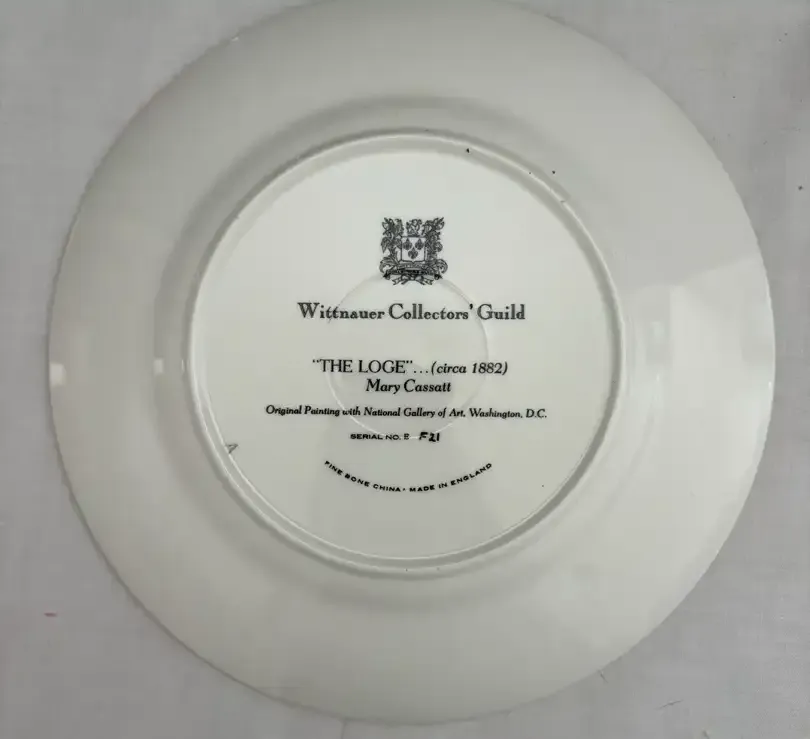 Wittnauer Collectors' Guild
"THE LOGE"...(circa 1882)
Mary Cassatt
Original Painting with National Gallery of Art, Washington, D.C.
SERIAL NO. E F21
FINE BONE CHINA · MADE IN ENGLAND